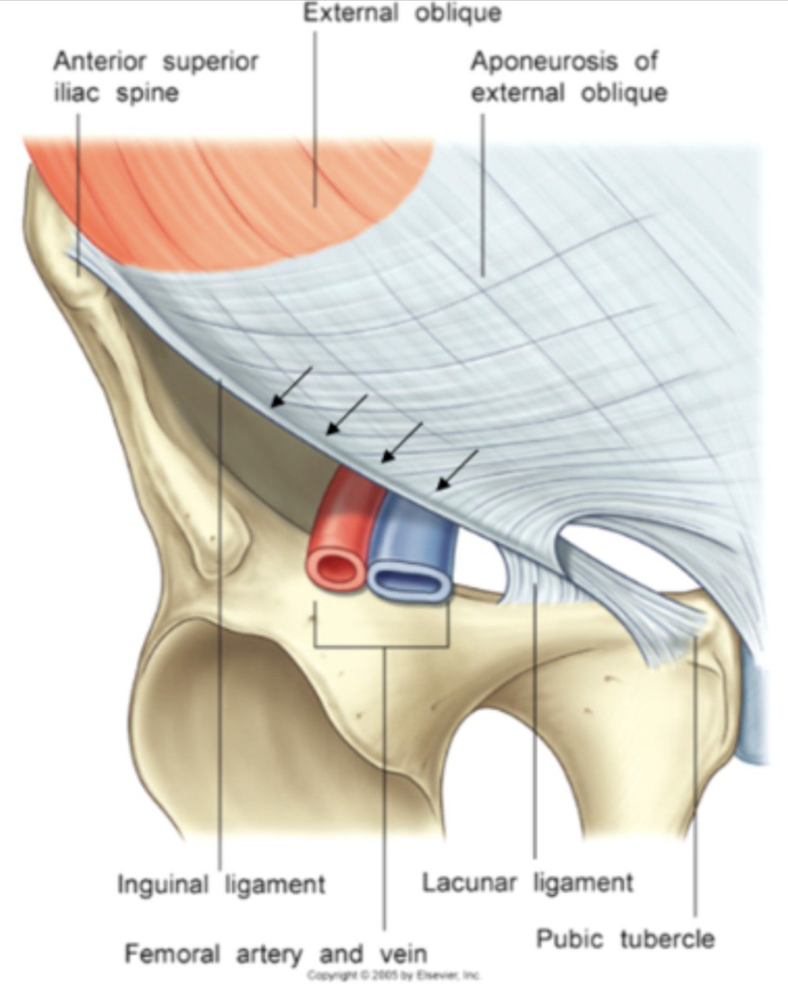 External oblique
Anterior superior
iliac spine
Aponeurosis of
external oblique
Inguinal ligament
Lacunar ligament
Pubic tubercle
Femoral artery and vein
Copyright © 2005 by Elsevier, Inc.